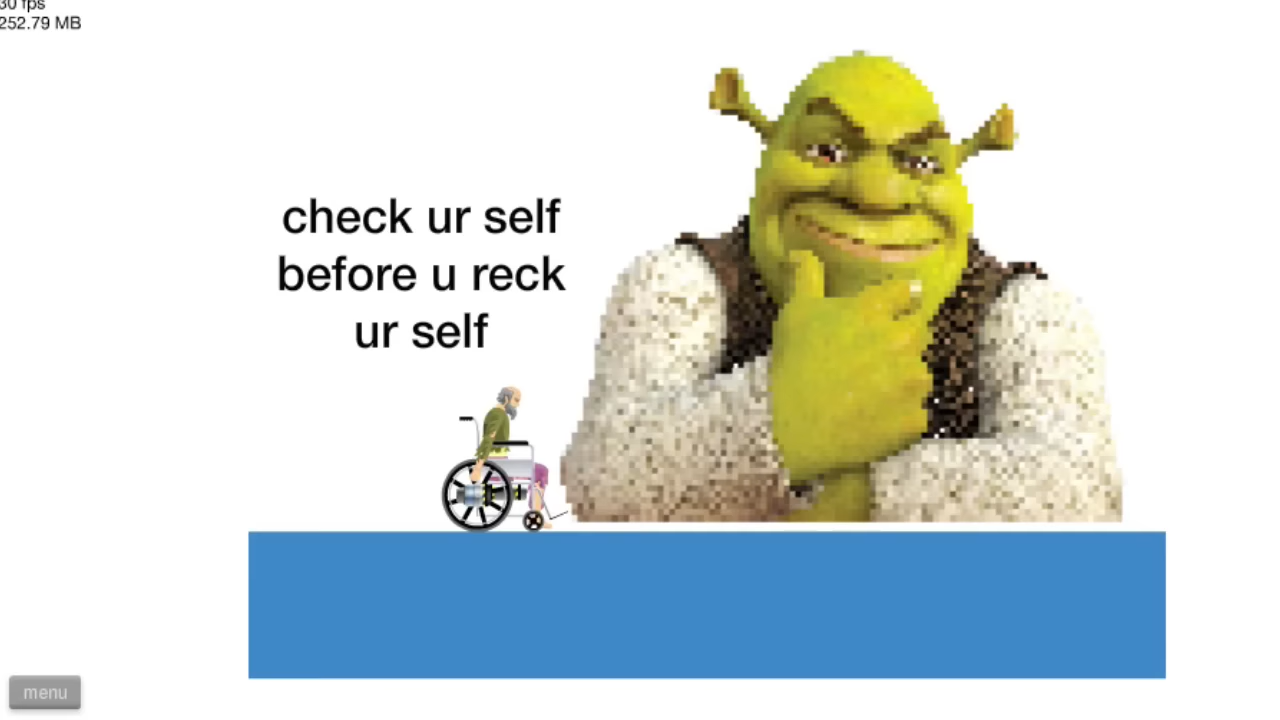 30 fps
252.79 MB
check ur self
before u reck
ur self
menu